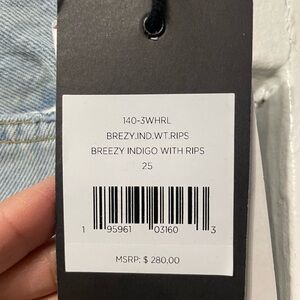 140-3WHRL
BREZY.IND.WT.RIPS
BREEZY INDIGO WITH RIPS
25
1 95961 03160 3
MSRP: $ 280.00